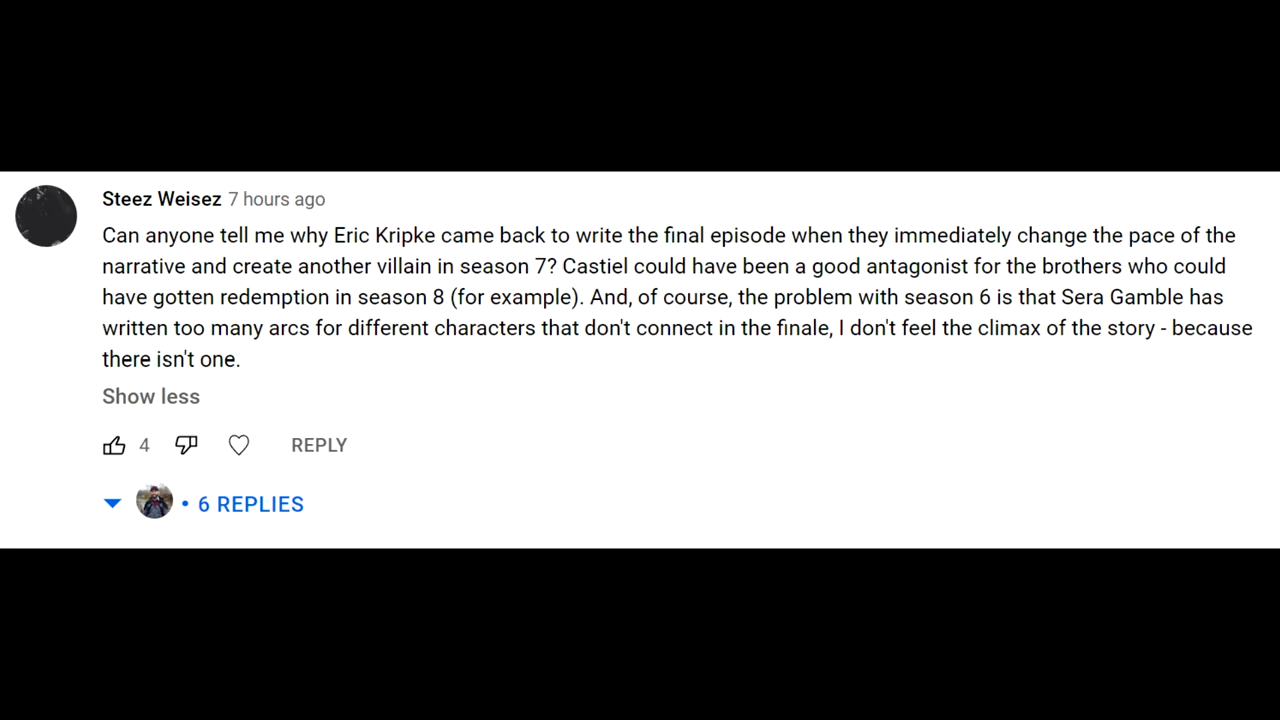 Steez Weisez 7 hours ago
Can anyone tell me why Eric Kripke came back to write the final episode when they immediately change the pace of the
narrative and create another villain in season 7? Castiel could have been a good antagonist for the brothers who could
have gotten redemption in season 8 (for example). And, of course, the problem with season 6 is that Sera Gamble has
written too many arcs for different characters that don't connect in the finale, I don't feel the climax of the story - because
there isn't one.
Show less
4 REPLY
• 6 REPLIES